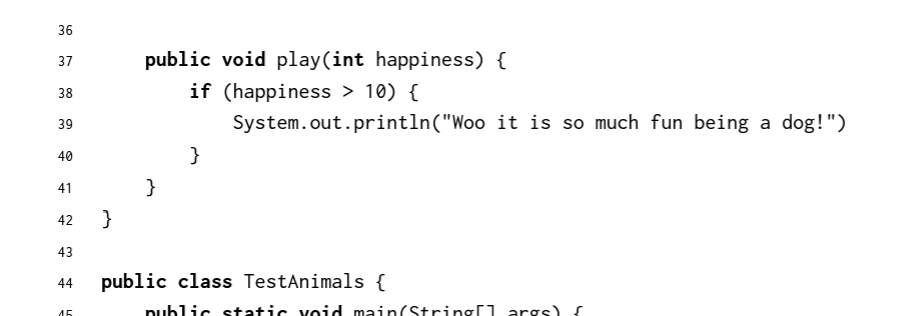 36
37 public void play(int happiness) {
38 if (happiness > 10) {
39 System.out.println("Woo it is so much fun being a dog!")
40 }
41 }
42 }
43
44 public class TestAnimals {
45 public static void main(String[] args) {